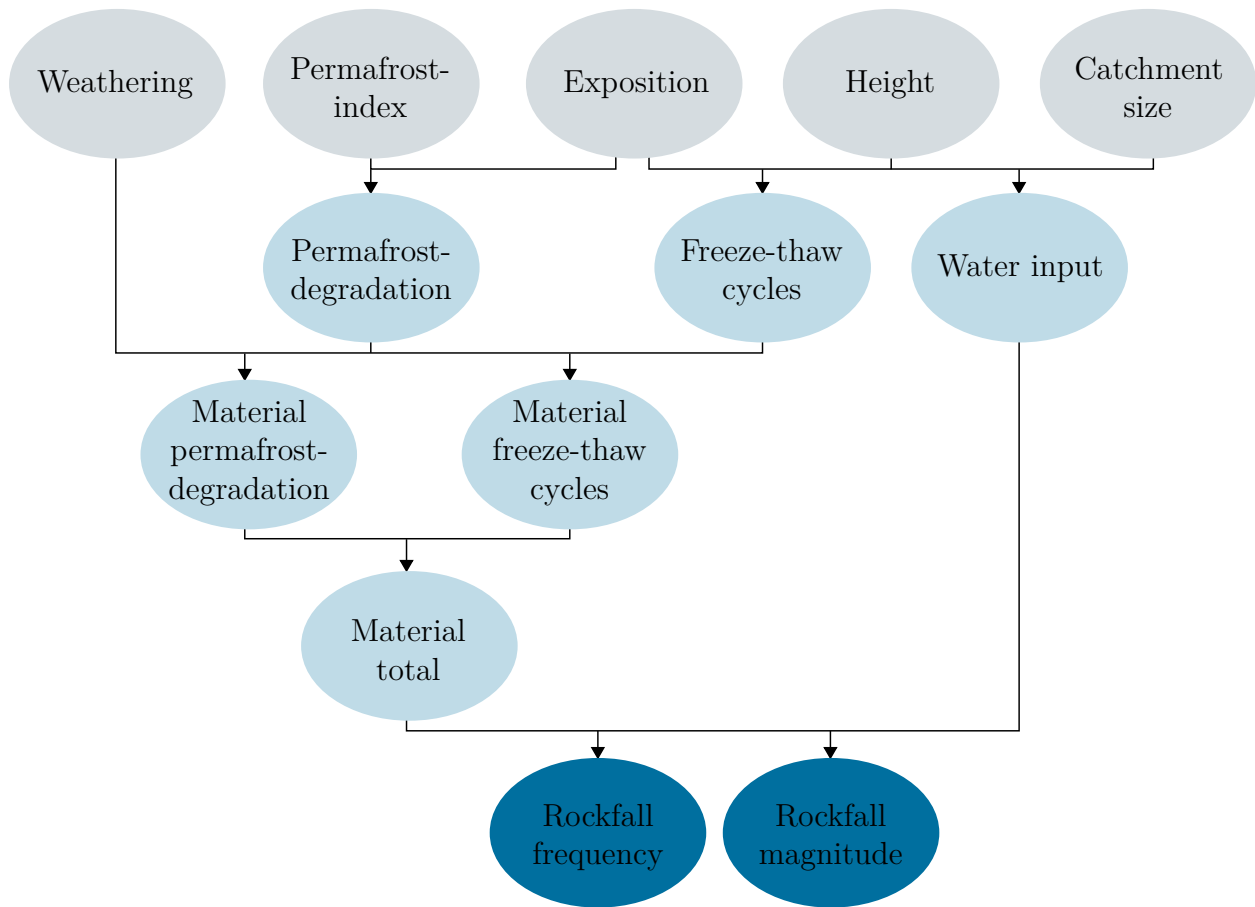 Weathering
Permafrost-
index
Exposition
Height
Catchment
size
Permafrost-
degradation
Freeze-thaw
cycles
Water input
Material
permafrost-
degradation
Material
freeze-thaw
cycles
Material
total
Rockfall
frequency
Rockfall
magnitude